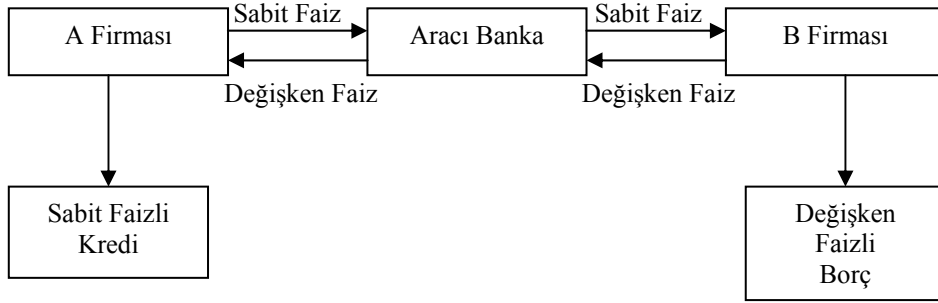 Sabit Faiz
Sabit Faiz
A Firması
Aracı Banka
B Firması
Değişken Faiz
Değişken Faiz
Sabit Faizli
Kredi
Değişken
Faizli
Borç